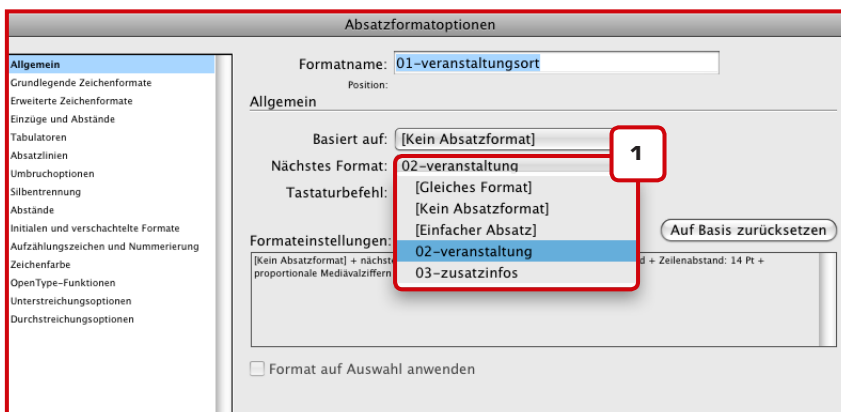 Absatzformatoptionen
Allgemein
Grundlegende Zeichenformate
Erweiterte Zeichenformate
Einzüge und Abstände
Tabulatoren
Absatzlinien
Umbruchoptionen
Silbentrennung
Abstände
Initialen und verschachtelte Formate
Aufzählungszeichen und Nummerierung
Zeichenfarbe
OpenType-Funktionen
Unterstreichungsoptionen
Durchstreichungsoptionen
Formatname: 01-veranstaltungsort
Position:
Allgemein
Basiert auf: [Kein Absatzformat]
1
Nächstes Format: 02-veranstaltung
Tastaturbefehl:
[Gleiches Format]
[Kein Absatzformat]
[Einfacher Absatz]
02-veranstaltung
03-zusatzinfos
Auf Basis zurücksetzen
Formateinstellungen:
[Kein Absatzformat] + nächste + Zeilenabstand: 14 Pt +
proportionale Mediävalziffern
Format auf Auswahl anwenden